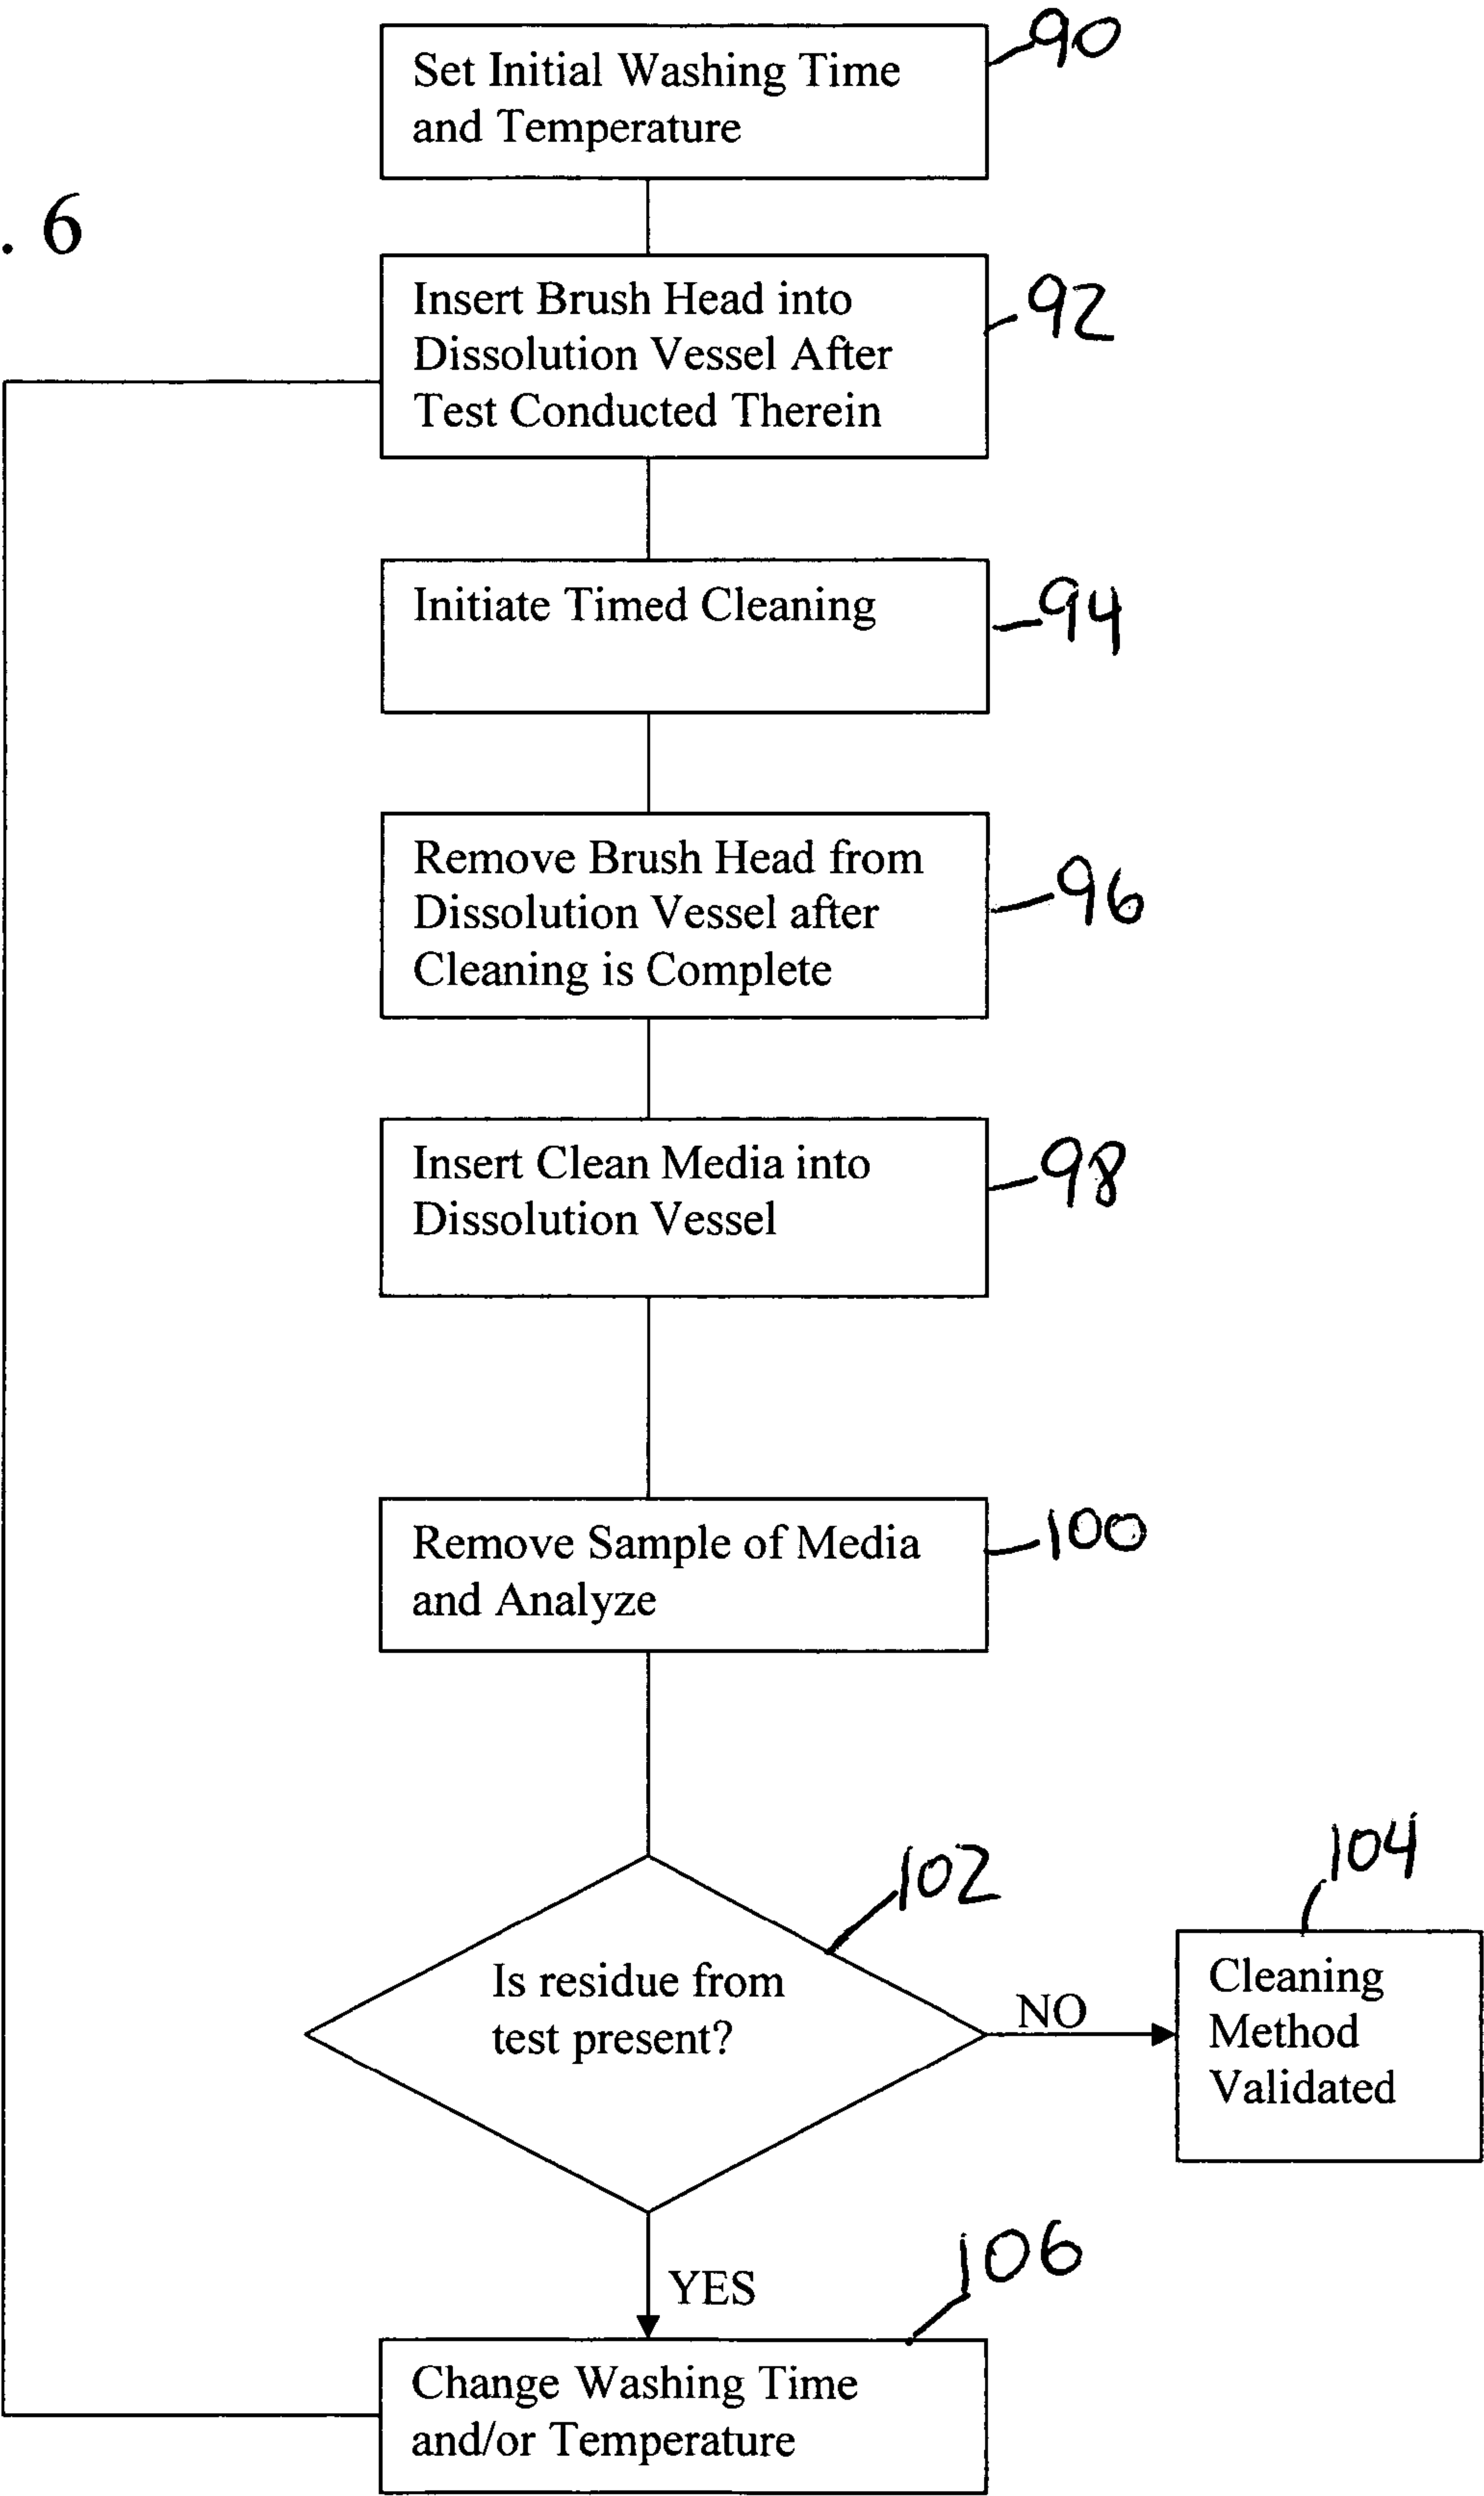 Set Initial Washing Time
and Temperature
90
. 6
Insert Brush Head into
Dissolution Vessel After
Test Conducted Therein
92
Initiate Timed Cleaning
94
Remove Brush Head from
Dissolution Vessel after
Cleaning is Complete
96
Insert Clean Media into
Dissolution Vessel
98
Remove Sample of Media
and Analyze
100
Is residue from
test present?
102
NO
Cleaning
Method
Validated
104
YES
Change Washing Time
and/or Temperature
106